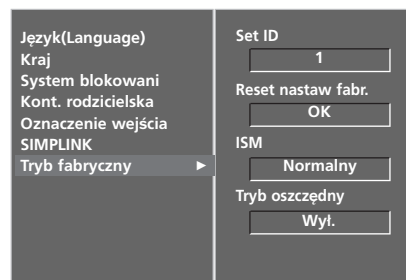 Język(Language)
Kraj
System blokowani
Kont. rodzicielska
Oznaczenie wejścia
SIMPLINK
Tryb fabryczny ►
Set ID
1
Reset nastaw fabr.
OK
ISM
Normalny
Tryb oszczędny
Wył.